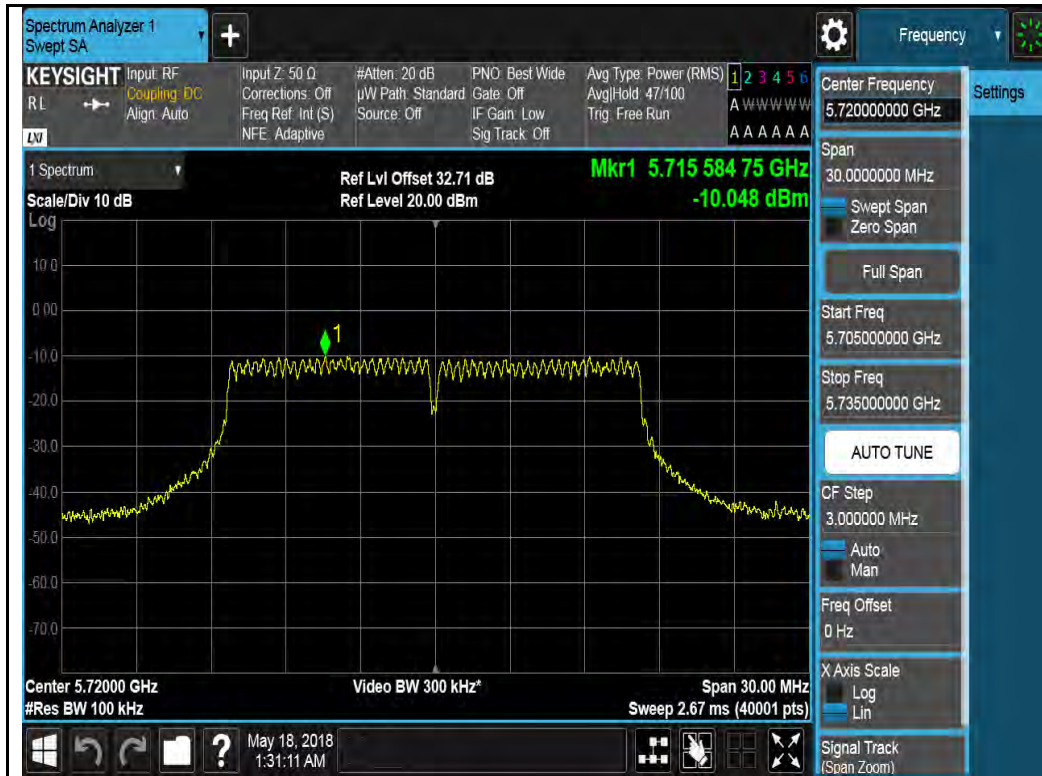 Spectrum Analyzer 1
Swept SA
+
Frequency
KEYSIGHT
R L
LXI
Input: RF
Coupling: DC
Align: Auto
Input Z: 50 Ω
Corrections: Off
Freq Ref: Int (S)
NFE: Adaptive
#Atten: 20 dB
µW Path: Standard
Source: Off
PNO: Best Wide
Gate: Off
IF Gain: Low
Sig Track: Off
Avg Type: Power (RMS)
Avg|Hold: 47/100
Trig: Free Run
1 2 3 4 5 6
A W W W W W
A A A A A A
1 Spectrum
Scale/Div 10 dB
Log
Ref Lvl Offset 32.71 dB
Ref Level 20.00 dBm
Mkr1 5.715 584 75 GHz
-10.048 dBm
10.0
0.00
-10.0
-20.0
-30.0
-40.0
-50.0
-60.0
-70.0
1
Center 5.72000 GHz
#Res BW 100 kHz
Video BW 300 kHz*
Span 30.00 MHz
Sweep 2.67 ms (40001 pts)
May 18, 2018
1:31:11 AM
?
Center Frequency
5.720000000 GHz
Span
30.0000000 MHz
Swept Span
Zero Span
Full Span
Start Freq
5.705000000 GHz
Stop Freq
5.735000000 GHz
AUTO TUNE
CF Step
3.000000 MHz
Auto
Man
Freq Offset
0 Hz
X Axis Scale
Log
Lin
Signal Track
(Span Zoom)
Settings